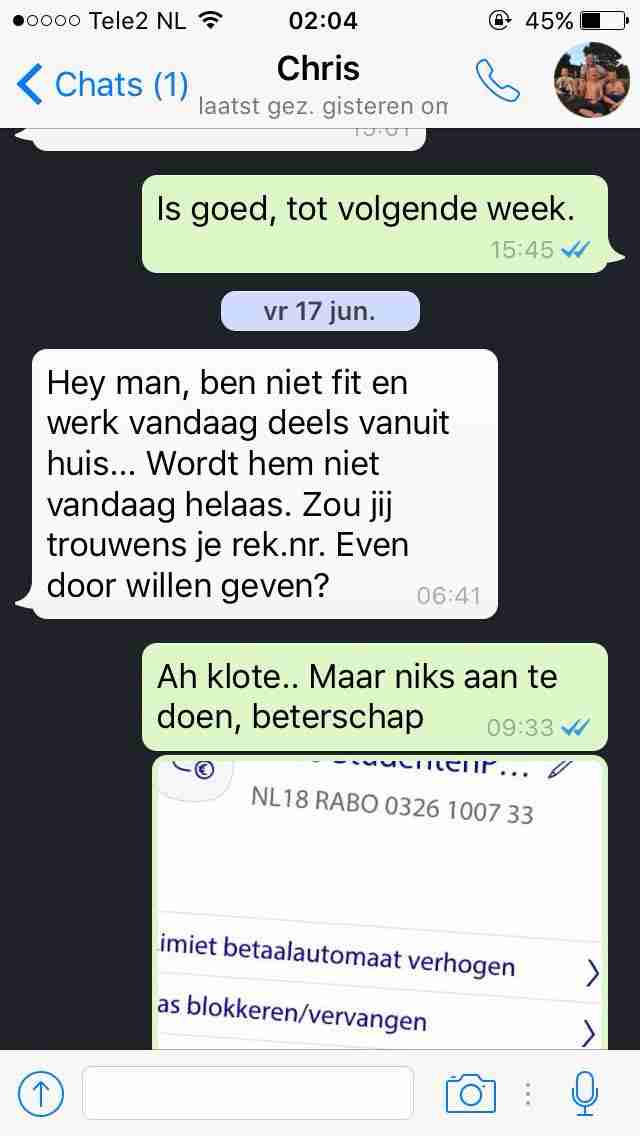 Tele2 NL 02:04 45%
Chats (1) Chris
laatst gez. gisteren om
15:01
Is goed, tot volgende week.
15:45
vr 17 jun.
Hey man, ben niet fit en
werk vandaag deels vanuit
huis... Wordt hem niet
vandaag helaas. Zou jij
trouwens je rek.nr. Even
door willen geven?
06:41
Ah klote.. Maar niks aan te
doen, beterschap
09:33
StudentenP...
NL18 RABO 0326 1007 33
imiet betaalautomaat verhogen
as blokkeren/vervangen